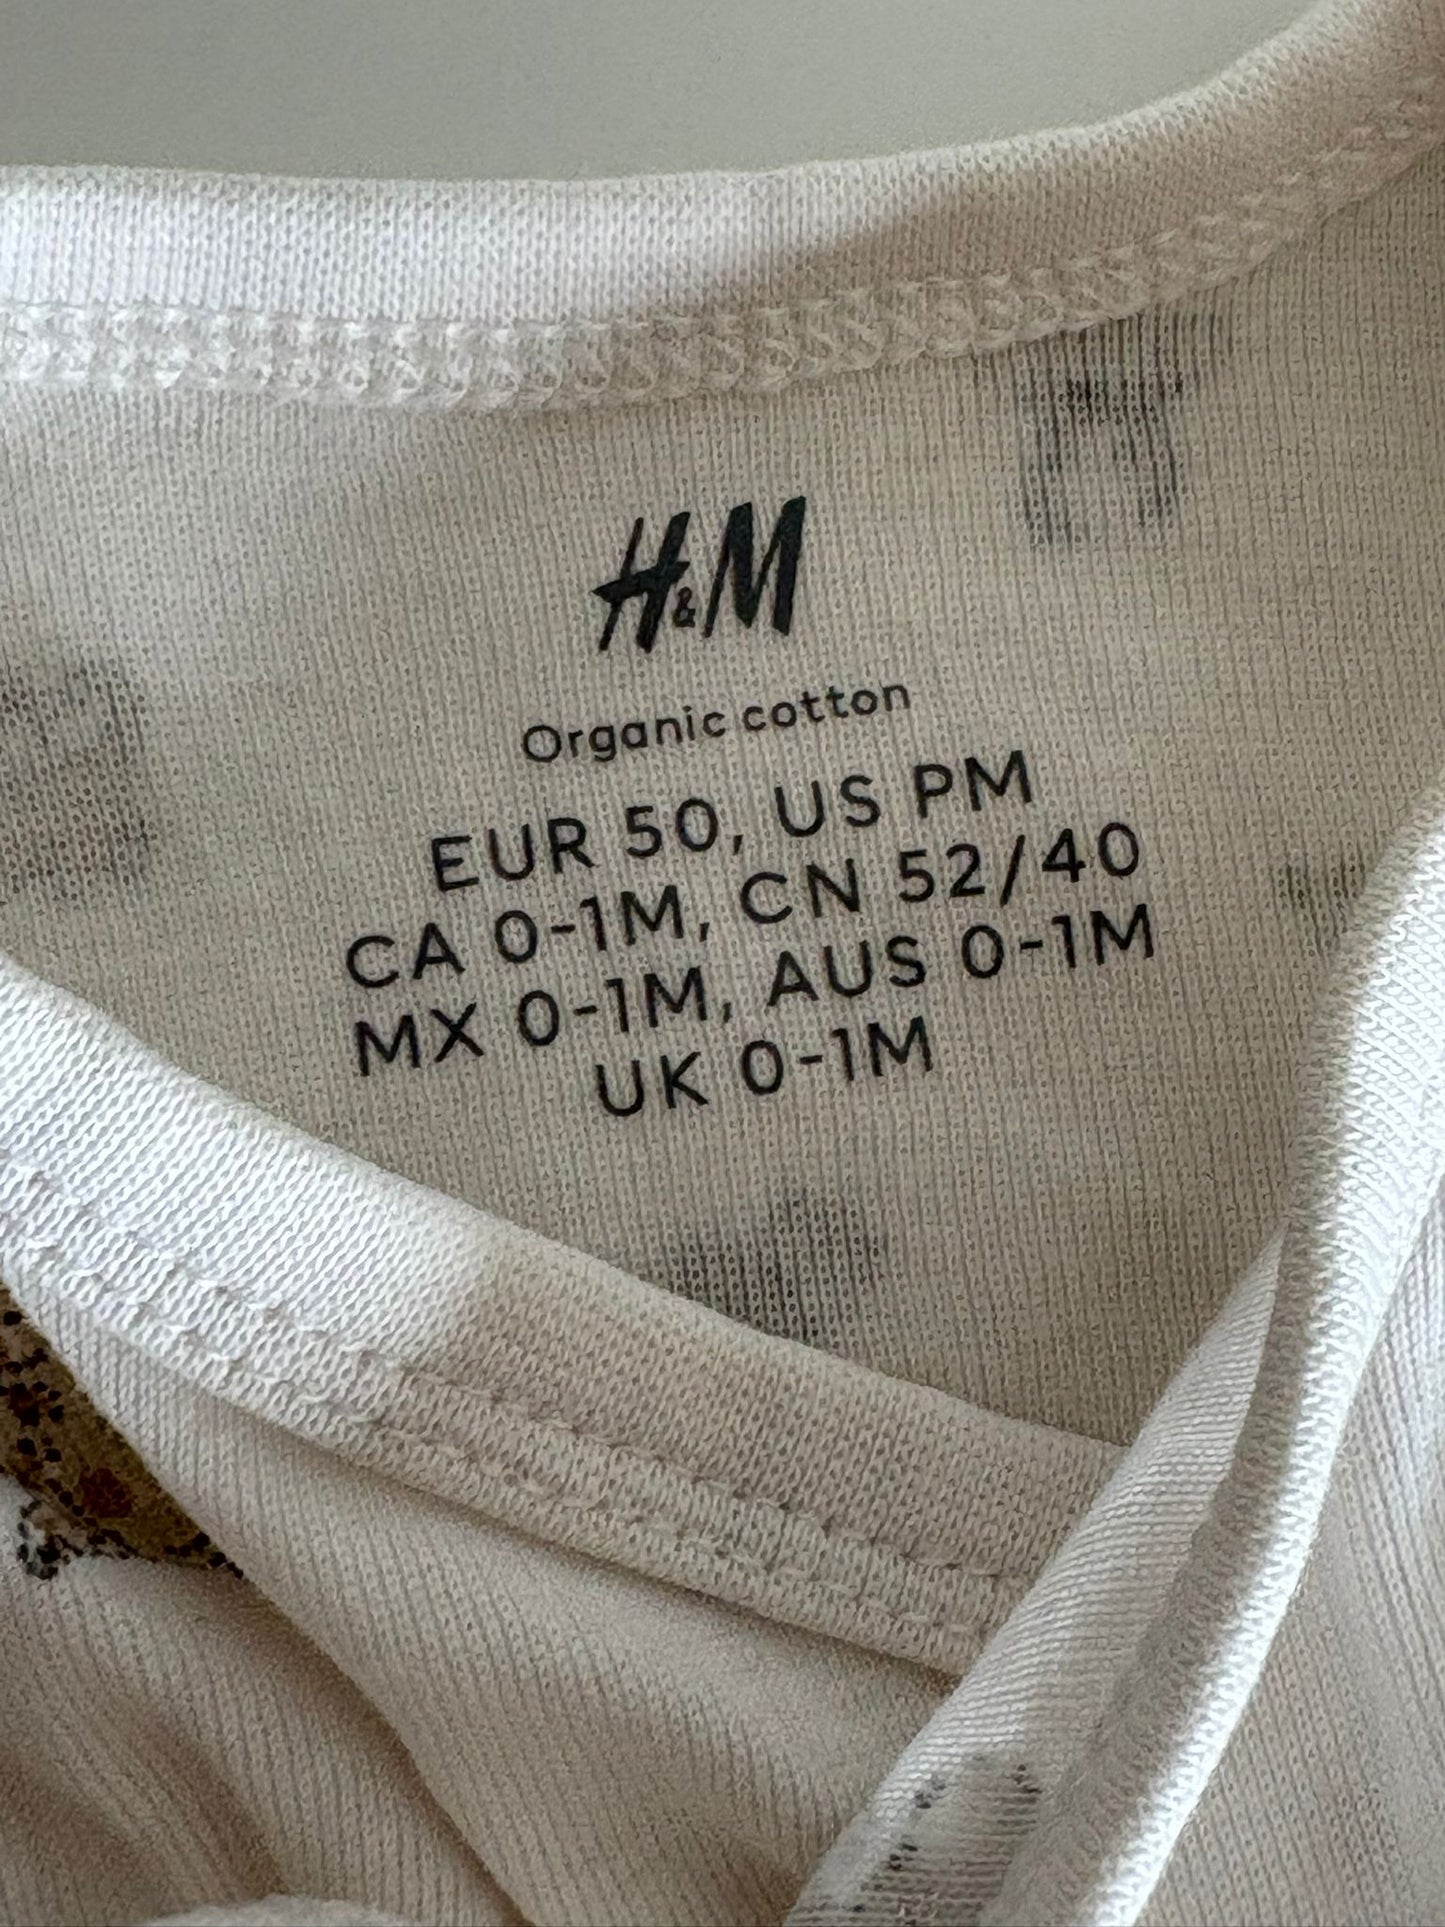 H&M
Organic cotton
EUR 50, US PM
CA 0-1M, CN 52/40
MX 0-1M, AUS 0-1M
UK 0-1M